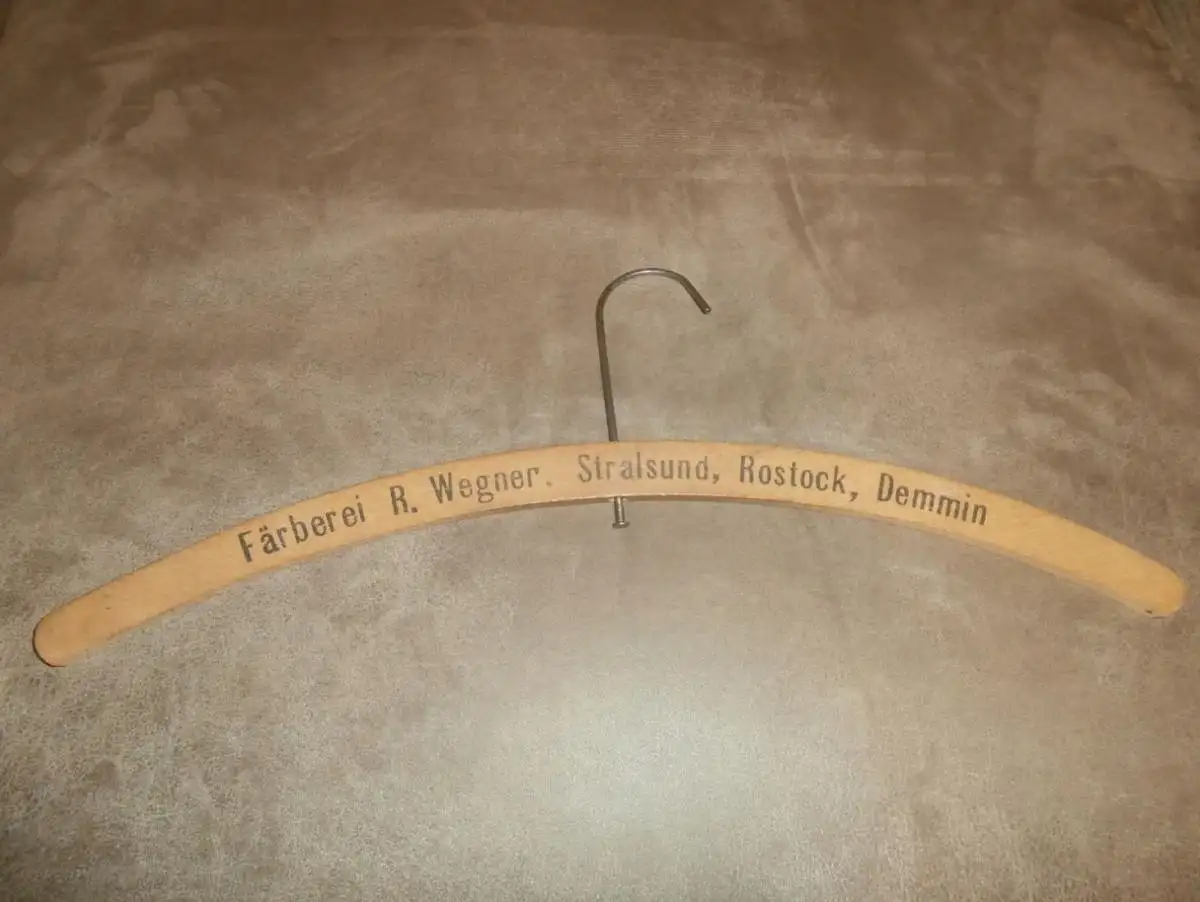 Färberei R. Wegner. Stralsund, Rostock, Demmin